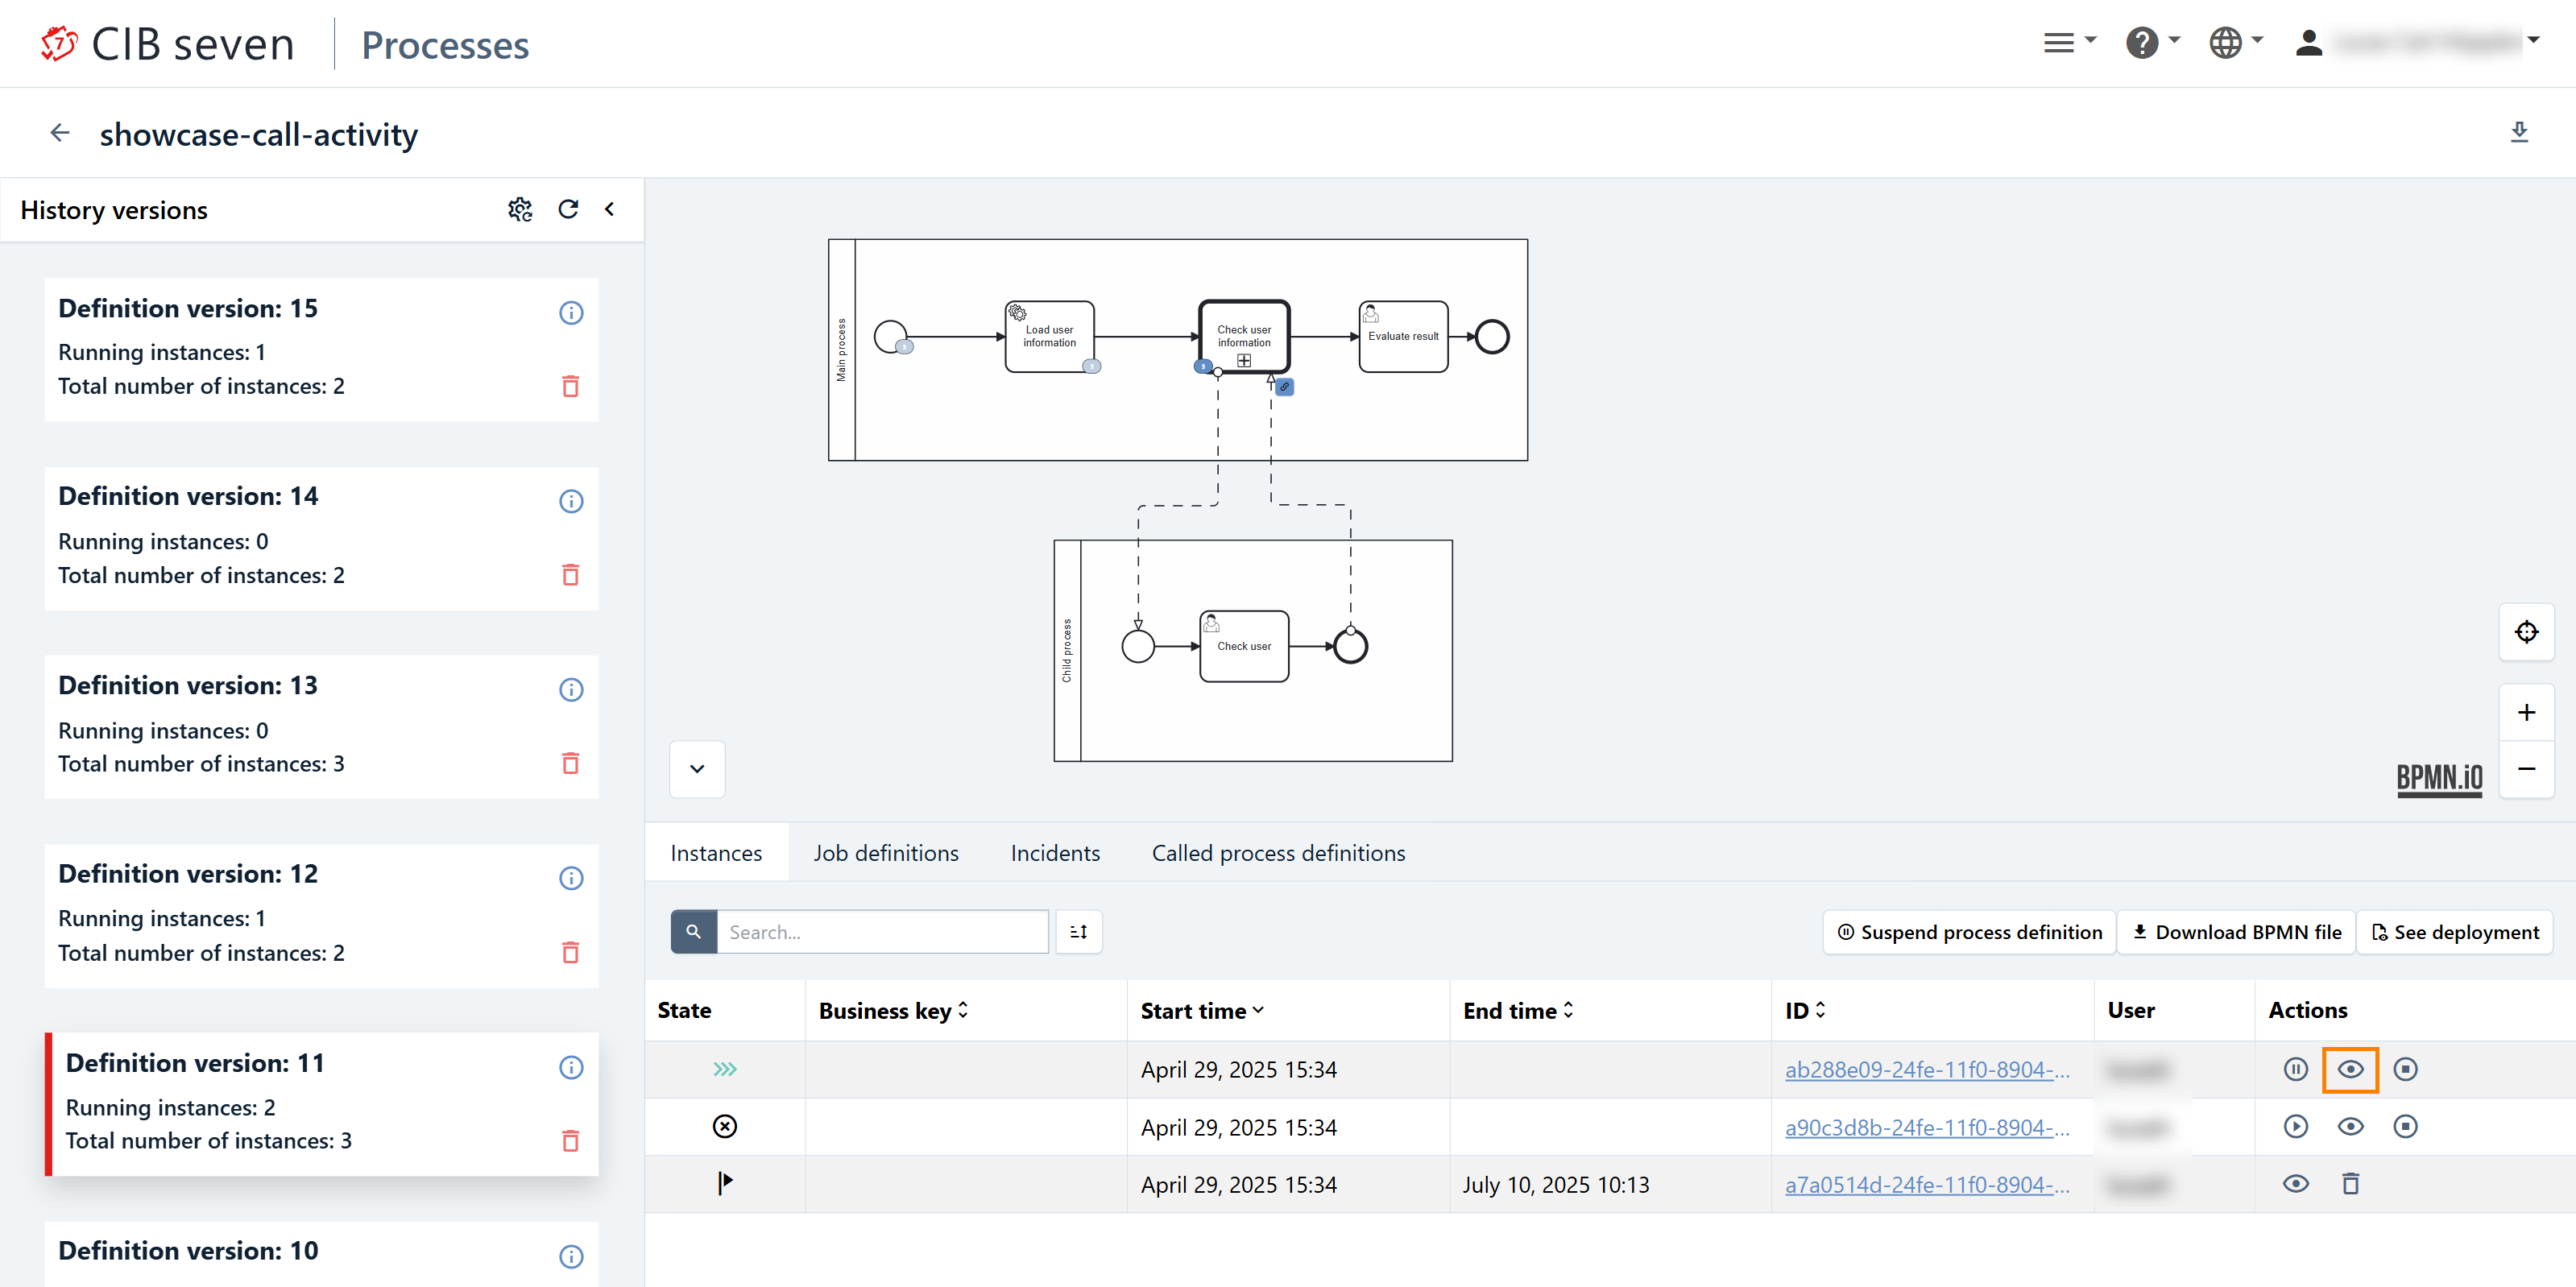 CIB seven
Processes
showcase-call-activity
History versions
Definition version: 15
Running instances: 1
Total number of instances: 2
Definition version: 14
Running instances: 0
Total number of instances: 2
Definition version: 13
Running instances: 0
Total number of instances: 3
Definition version: 12
Running instances: 1
Total number of instances: 2
Definition version: 11
Running instances: 2
Total number of instances: 3
Definition version: 10
Main process
Load user
information
Check user
information
3
Evaluate result
Child process
Check user
BPMN.iO
Instances Job definitions Incidents Called process definitions
Search...
Suspend process definition Download BPMN file See deployment
State Business key Start time End time ID User Actions
April 29, 2025 15:34 ab288e09-24fe-11f0-8904-...
April 29, 2025 15:34 a90c3d8b-24fe-11f0-8904-...
April 29, 2025 15:34 July 10, 2025 10:13 a7a0514d-24fe-11f0-8904-...